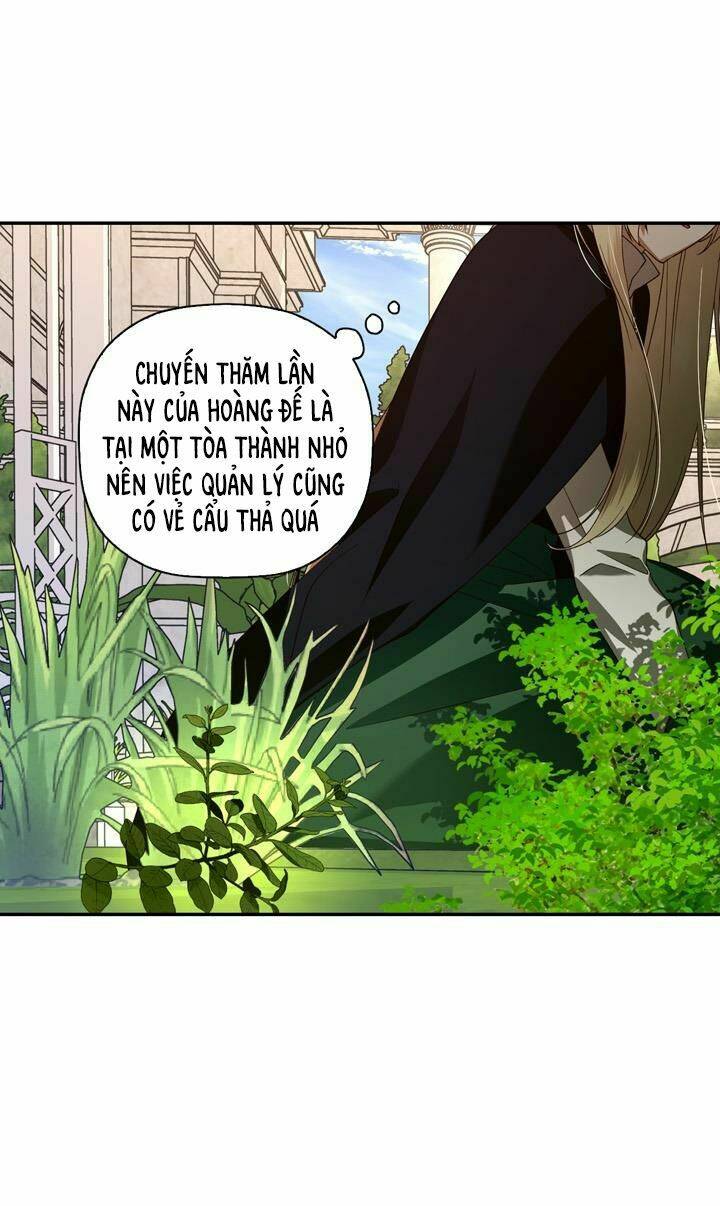 CHUYẾN THĂM LẦN
NÀY CỦA HOÀNG ĐẾ LÀ
TẠI MỘT TÒA THÀNH NHỎ
NÊN VIỆC QUẢN LÝ CŨNG
CÓ VẺ CẨU THẢ QUÁ